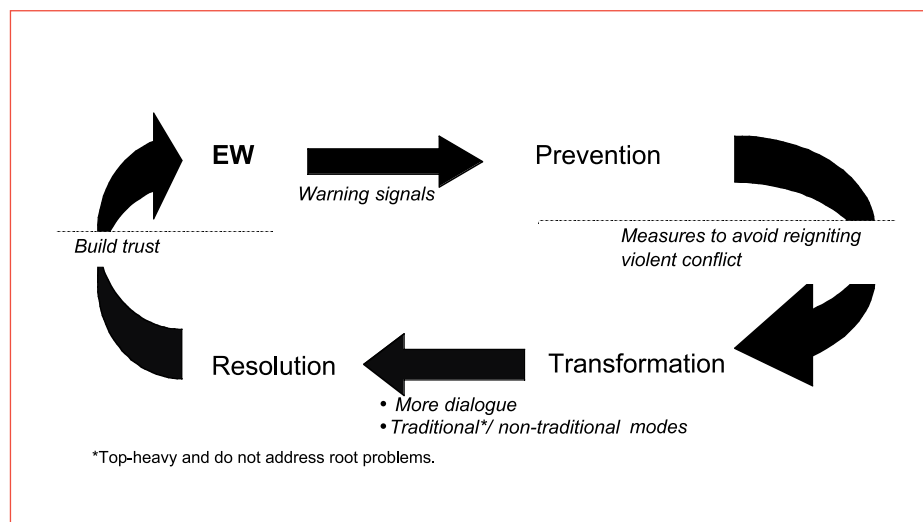 EW
Prevention
Warning signals
Build trust
Measures to avoid reigniting
violent conflict
Resolution
Transformation
• More dialogue
• Traditional*/ non-traditional modes
*Top-heavy and do not address root problems.